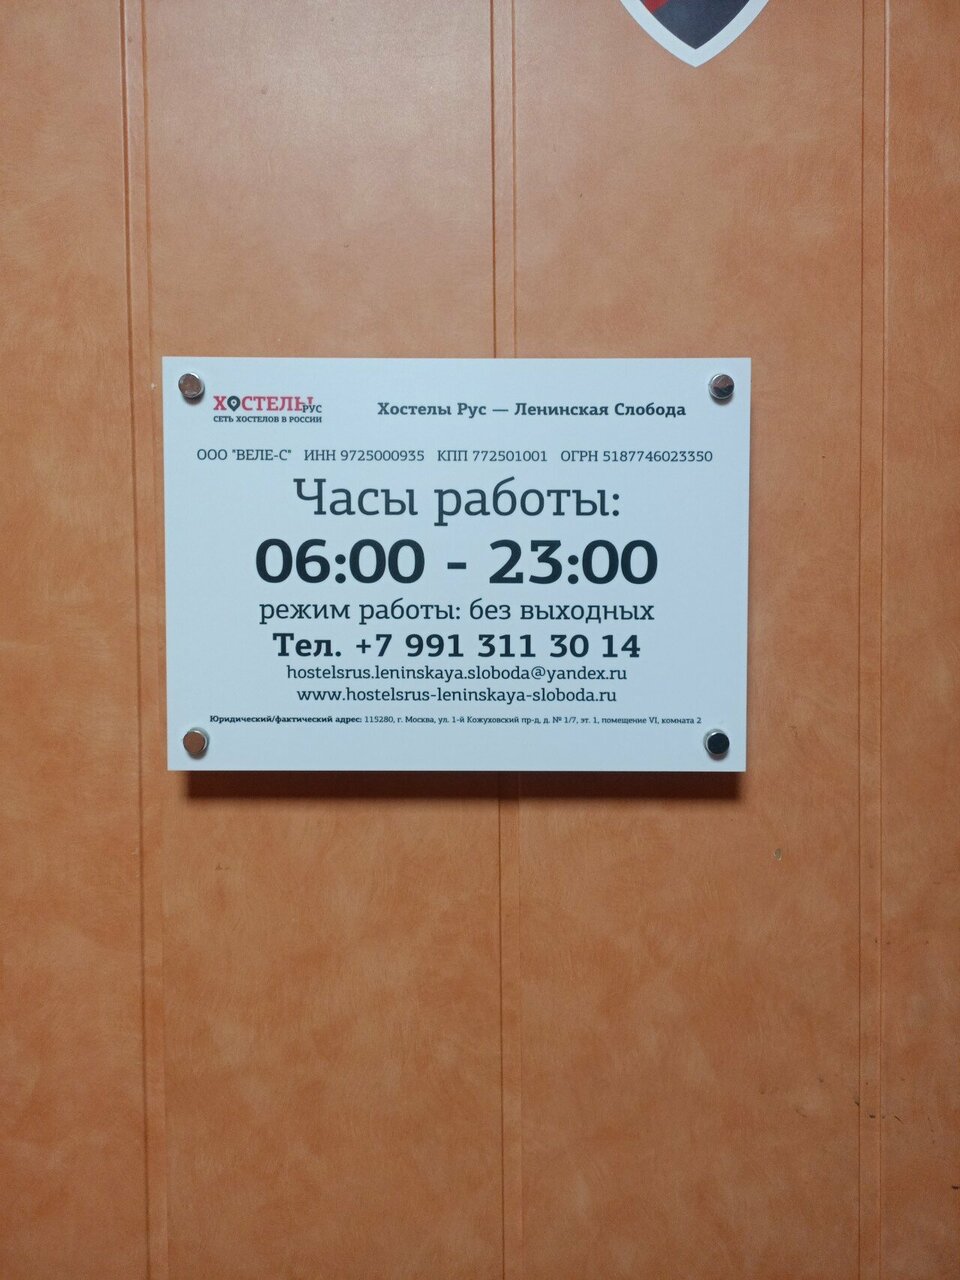 ХОСТЕЛЫ РУС
СЕТЬ ХОСТЕЛОВ В РОССИИ
Хостелы Рус — Ленинская Слобода
ООО "ВЕЛЕ-С" ИНН 9725000935 КПП 772501001 ОГРН 5187746023350
Часы работы:
06:00 - 23:00
режим работы: без выходных
Тел. +7 991 311 30 14
hostelsrus.leninskaya.sloboda@yandex.ru
www.hostelsrus-leninskaya-sloboda.ru
Юридический/фактический адрес: 115280, г. Москва, ул. 1-й Кожуховский пр-д, д. № 1/7, эт. 1, помещение VI, комната 2